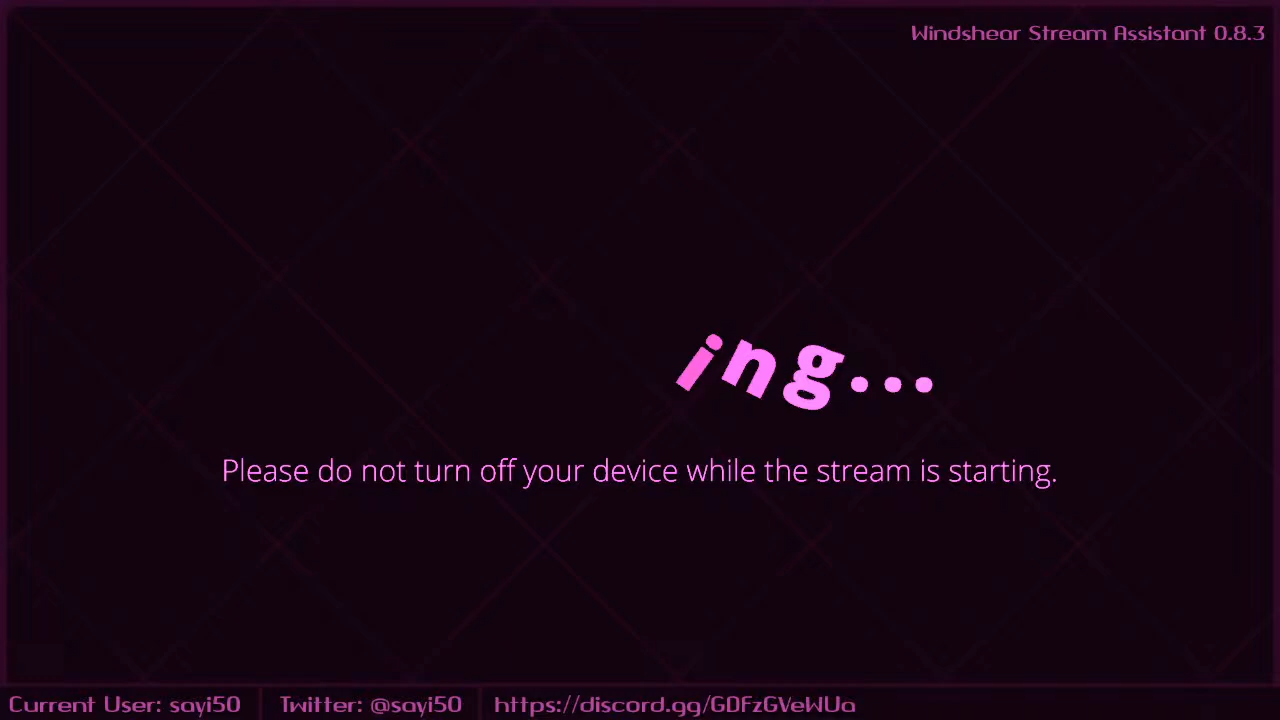 Windshear Stream Assistant 0.8.3
ing...
Please do not turn off your device while the stream is starting.
Current User: sayi50
Twitter: @sayi50
https://discord.gg/GDFzGVeWUa